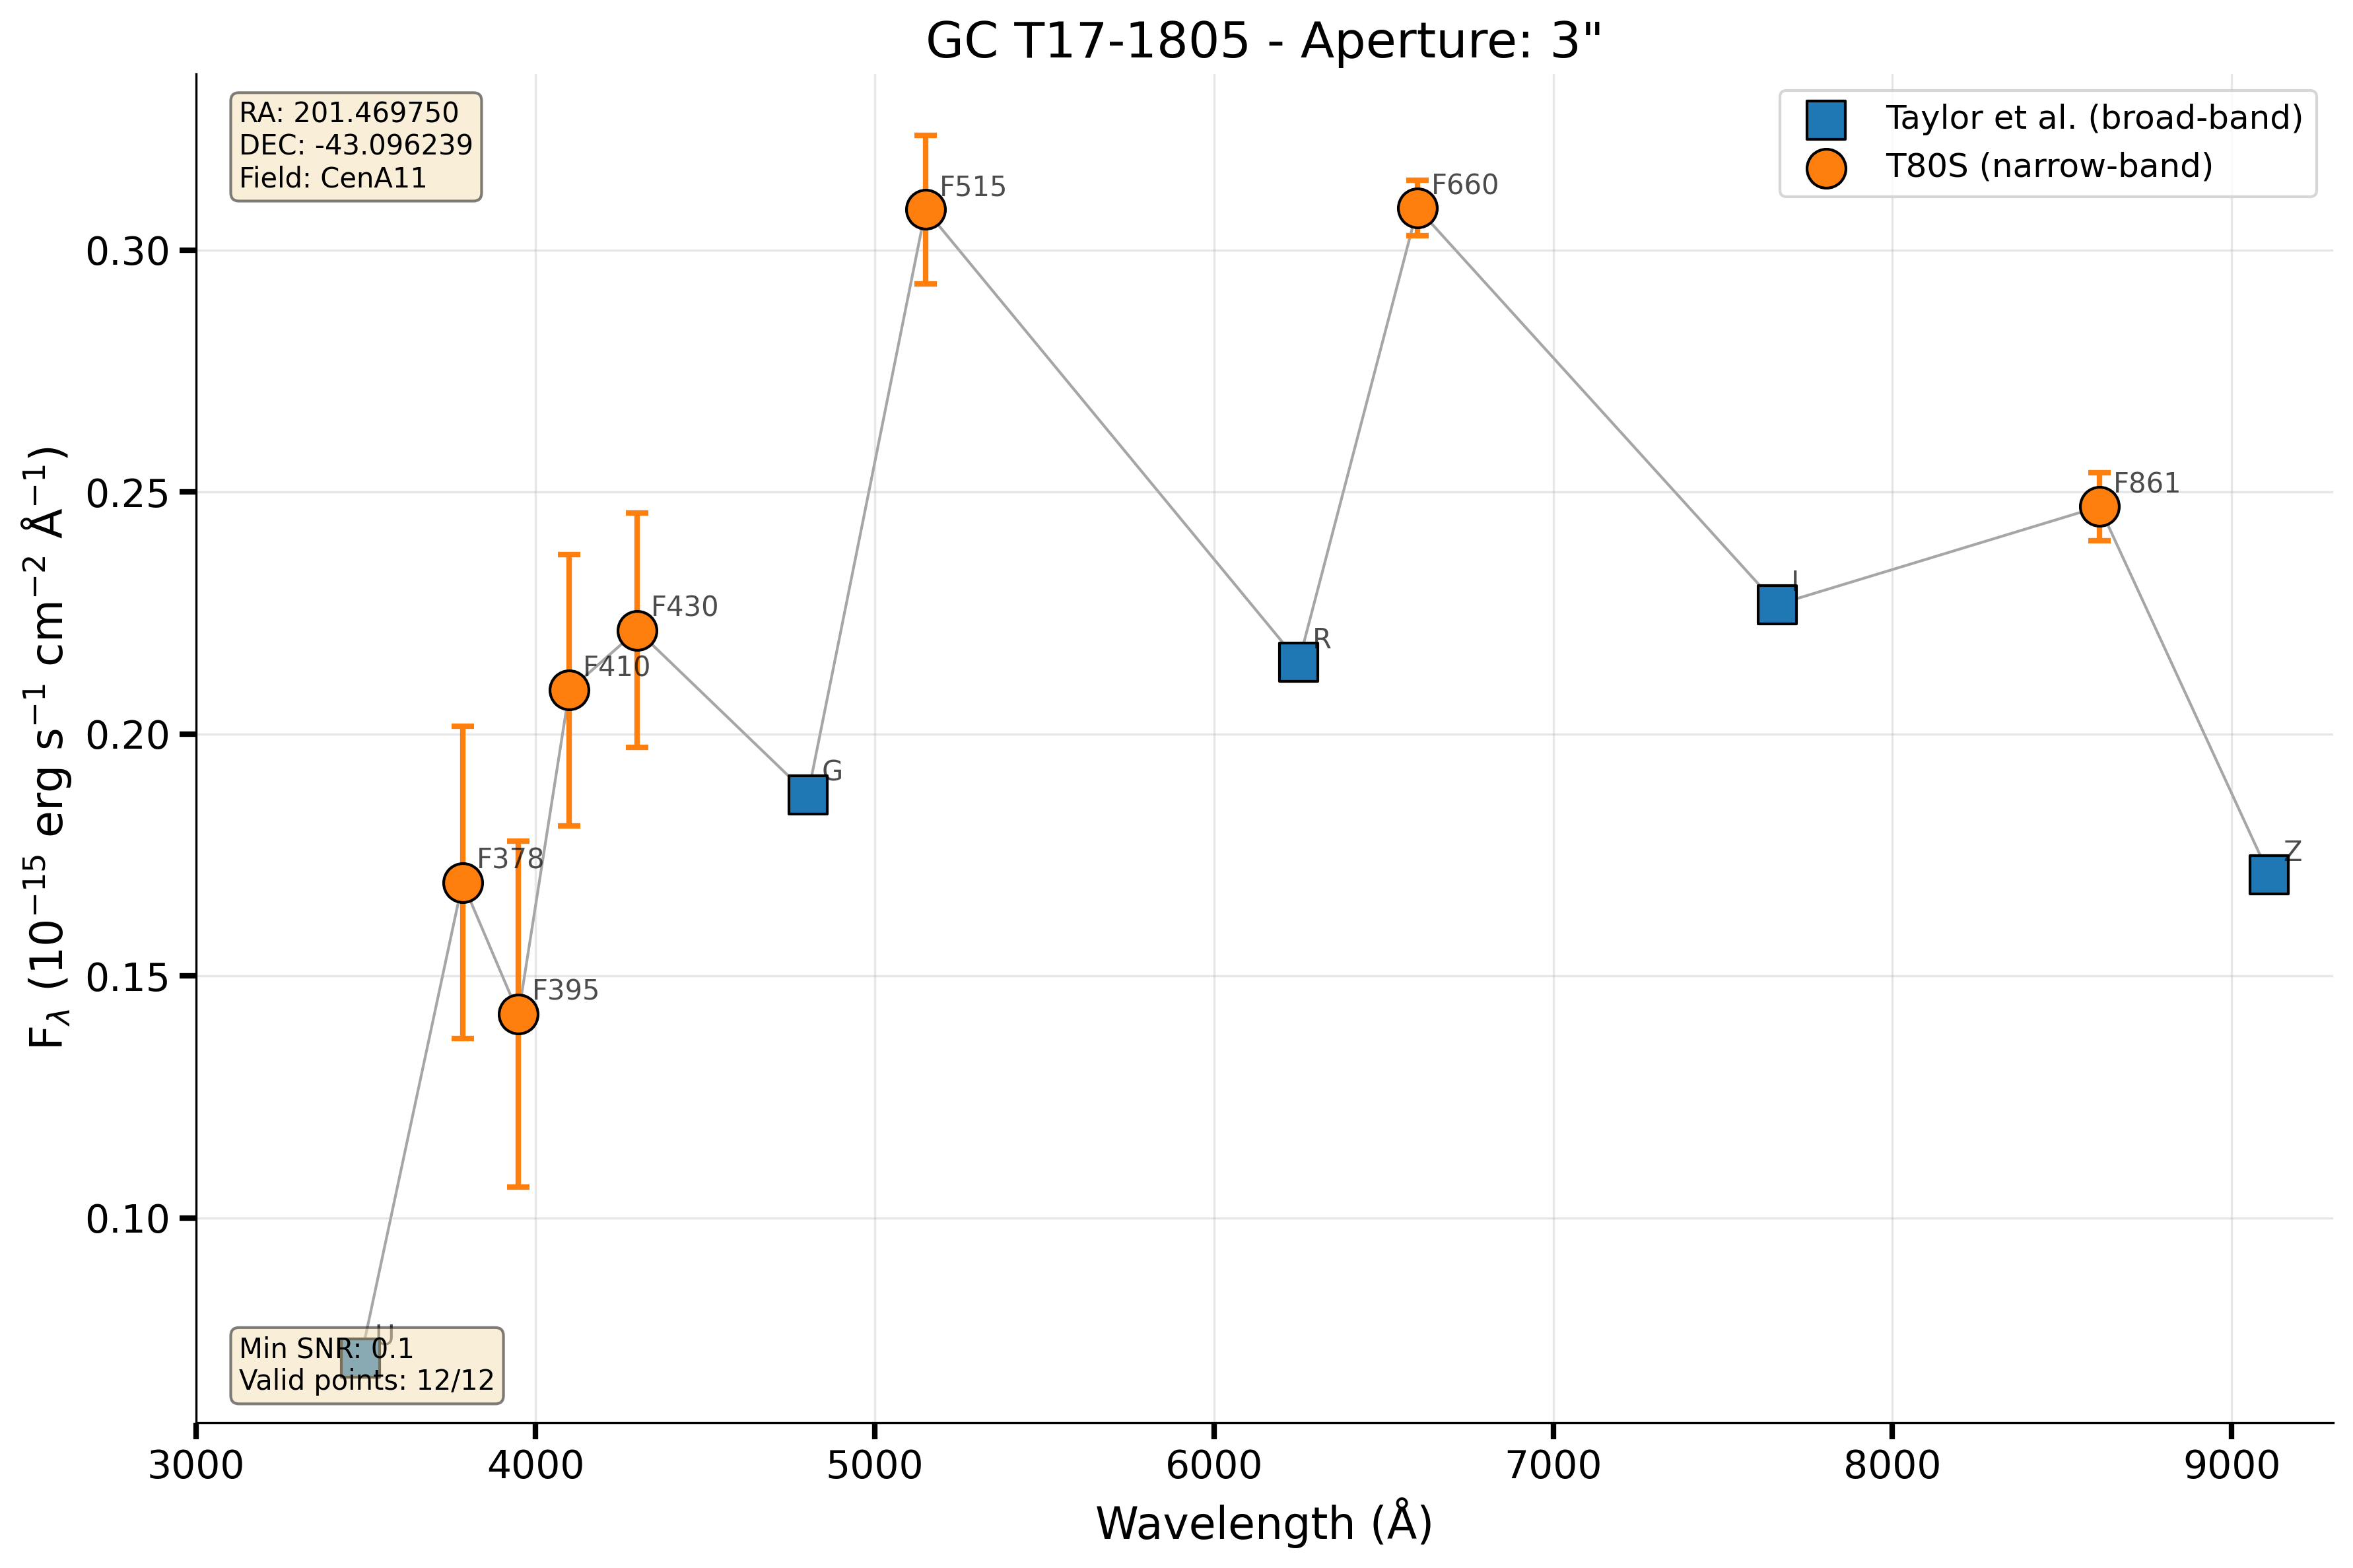 GC T17-1805 - Aperture: 3"
RA: 201.469750
DEC: -43.096239
Field: CenA11
Taylor et al. (broad-band)
T80S (narrow-band)
F515
F660
F861
I
F430
R
F410
G
F378
Z
F395
U
Min SNR: 0.1
Valid points: 12/12
0.30
0.25
0.20
0.15
0.10
F_λ (10⁻¹⁵ erg s⁻¹ cm⁻² Å⁻¹)
3000 4000 5000 6000 7000 8000 9000
Wavelength (Å)